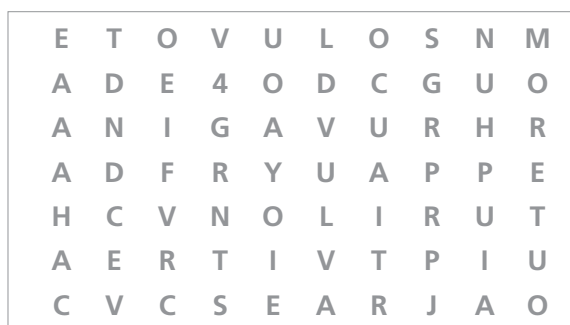 E T O V U L O S N M
A D E 4 O D C G U O
A N I G A V U R H R
A D F R Y U A P P E
H C V N O L I R U T
A E R T I V T P I U
C V C S E A R J A O